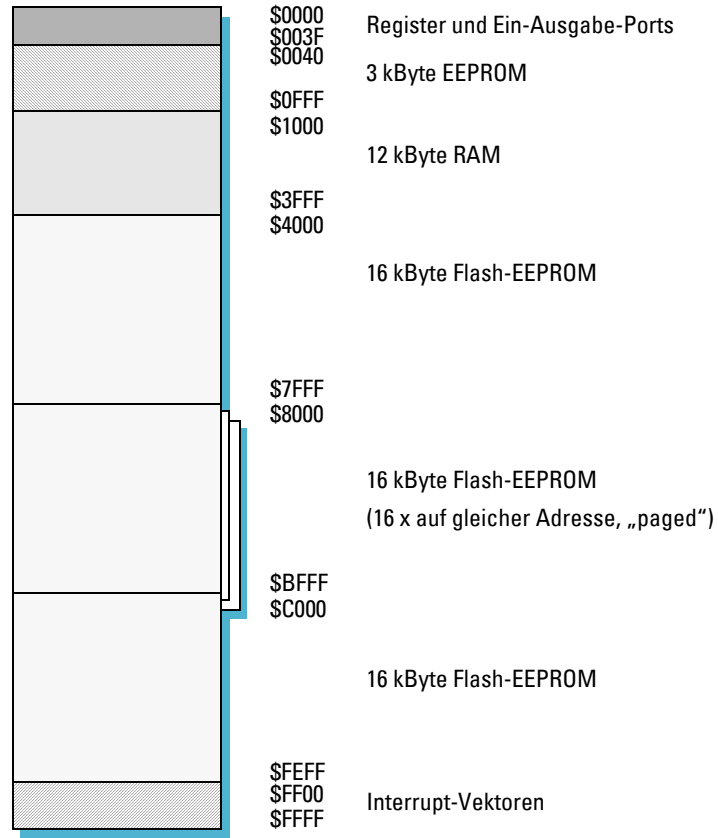 $0000
Register und Ein-Ausgabe-Ports
$003F
$0040
3 kByte EEPROM
$0FFF
$1000
12 kByte RAM
$3FFF
$4000
16 kByte Flash-EEPROM
$7FFF
$8000
16 kByte Flash-EEPROM
(16 x auf gleicher Adresse, „paged“)
$BFFF
$C000
16 kByte Flash-EEPROM
$FEFF
$FF00
Interrupt-Vektoren
$FFFF